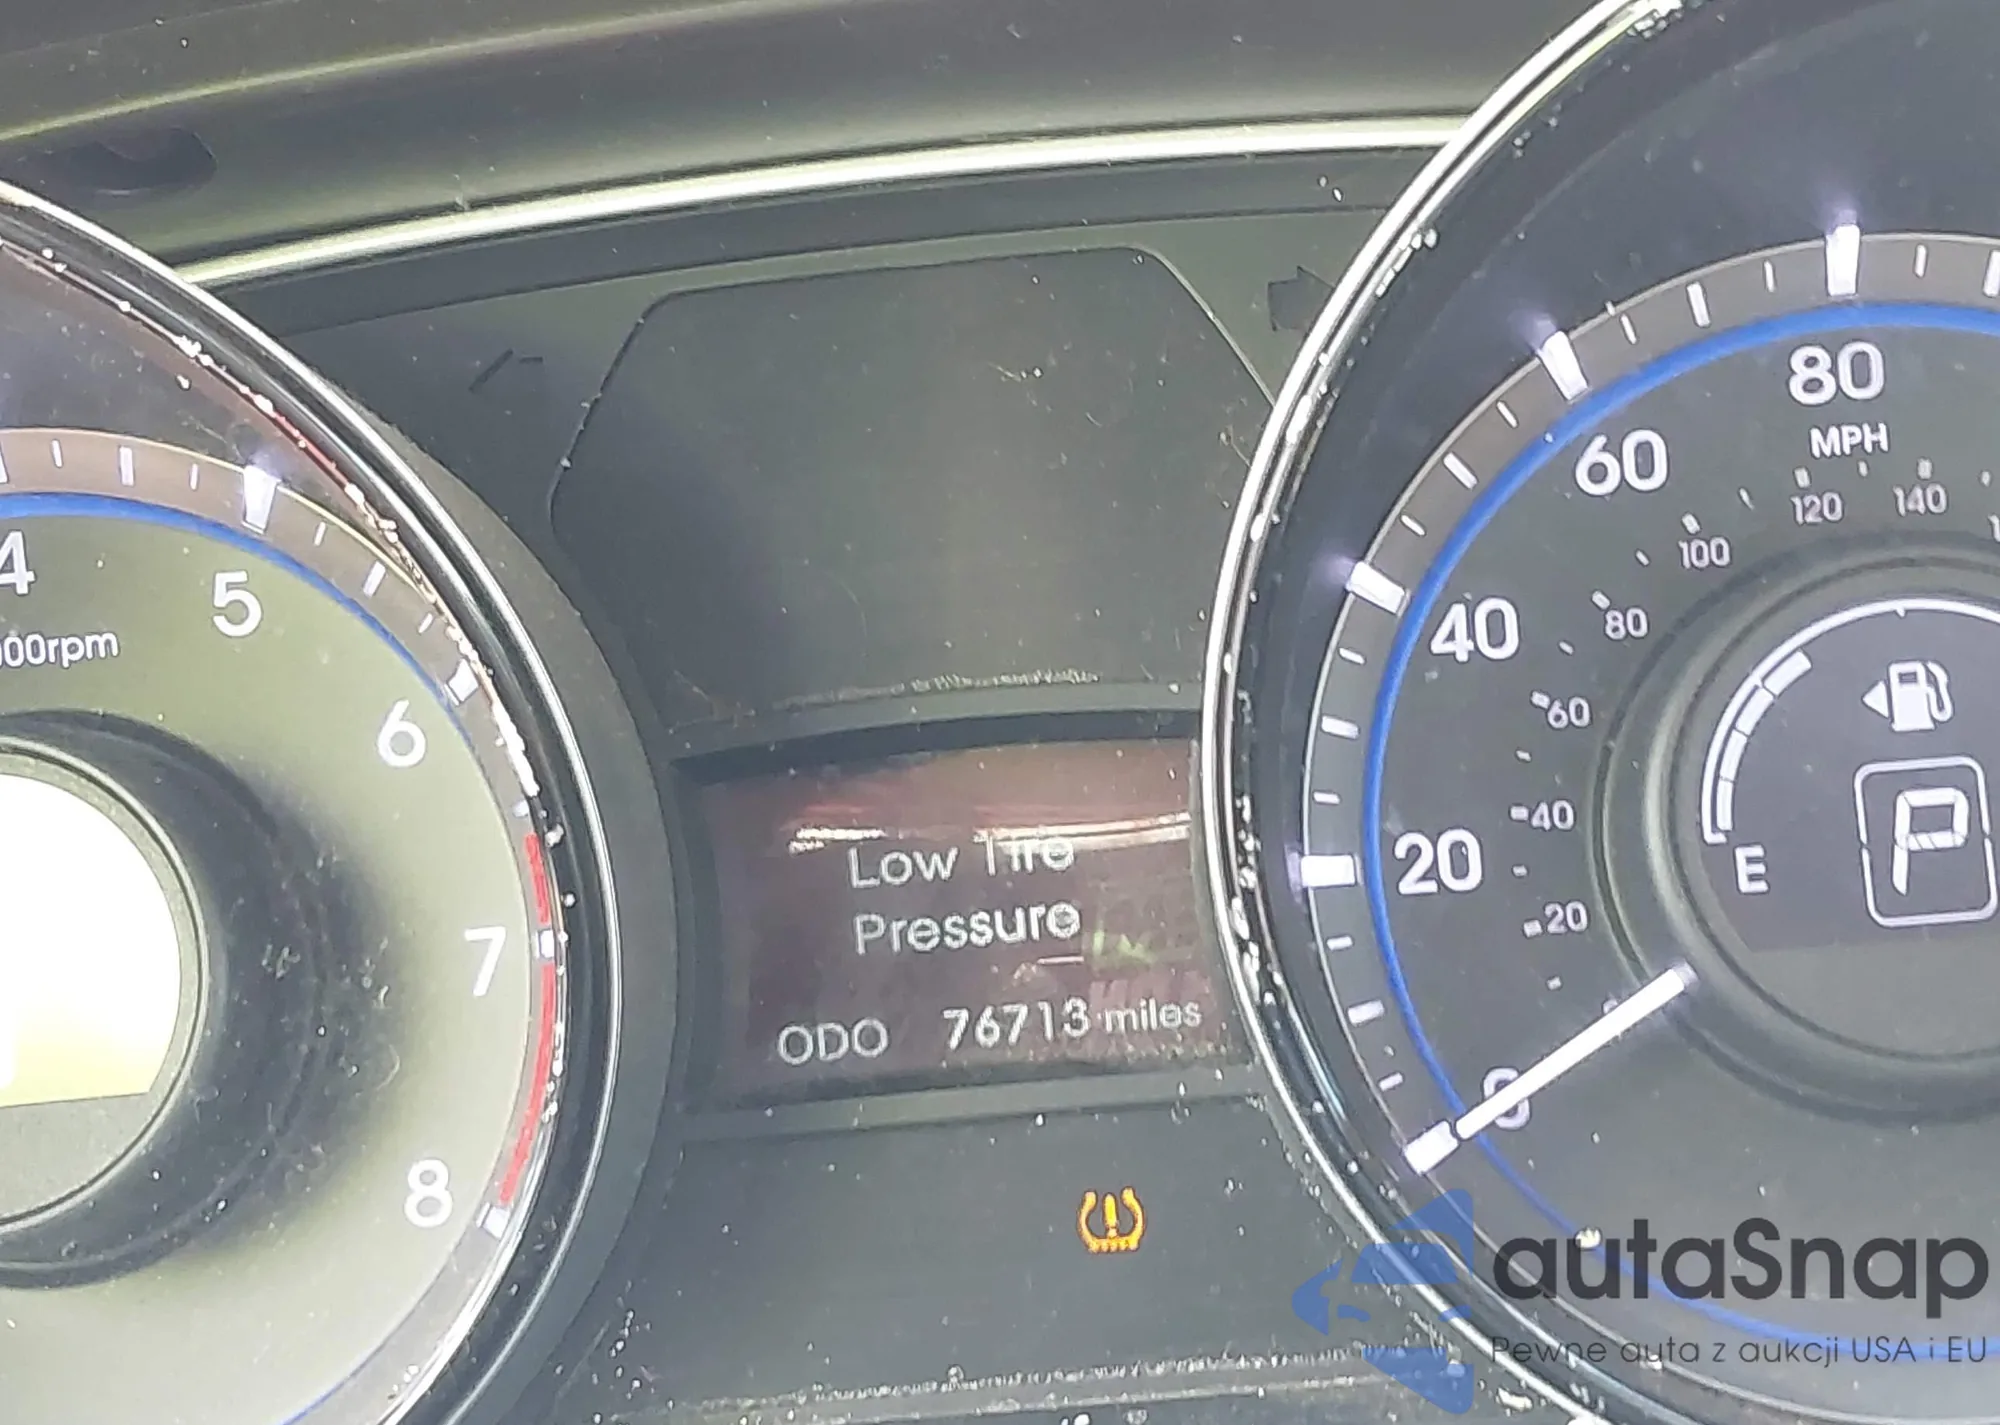 4
5
000rpm
6
7
8
Low Tire
Pressure
ODO 76713 miles
80
MPH
60
120 140
100
40
80
60
20
40
20
0
E
P
autaSnap
Pewne auta z aukcji USA i EU